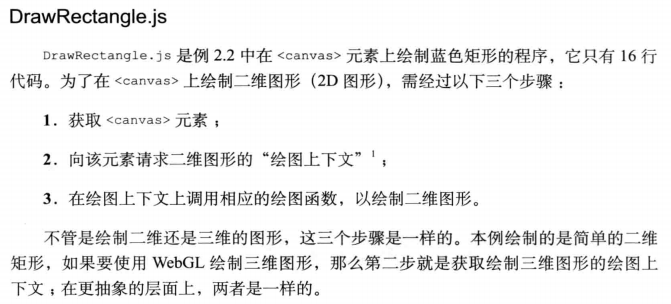 DrawRectangle.js
DrawRectangle.js 是例 2.2 中在 <canvas> 元素上绘制蓝色矩形的程序，它只有 16 行
代码。为了在 <canvas> 上绘制二维图形（2D 图形），需经过以下三个步骤：
1．获取 <canvas> 元素；
2．向该元素请求二维图形的“绘图上下文”1；
3．在绘图上下文上调用相应的绘图函数，以绘制二维图形。
不管是绘制二维还是三维的图形，这三个步骤是一样的。本例绘制的是简单的二维
矩形，如果要使用 WebGL 绘制三维图形，那么第二步就是获取绘制三维图形的绘图上
下文；在更抽象的层面上，两者是一样的。